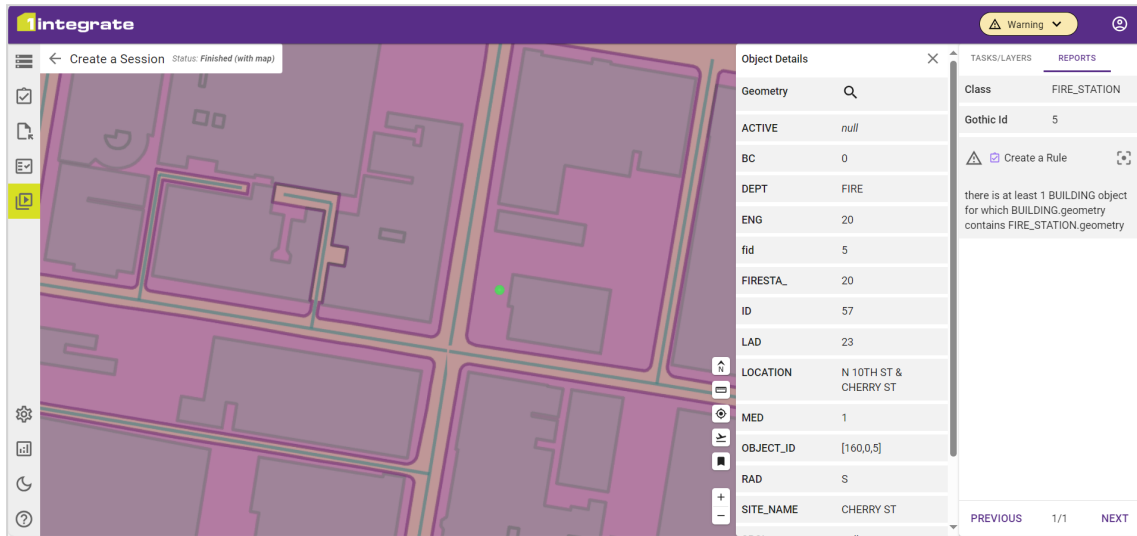 1integrate
Warning
Create a Session Status: Finished (with map)
Object Details
Geometry
ACTIVE null
BC 0
DEPT FIRE
ENG 20
fid 5
FIRESTA_ 20
ID 57
LAD 23
LOCATION N 10TH ST &
CHERRY ST
MED 1
OBJECT_ID [160,0,5]
RAD S
SITE_NAME CHERRY ST
N
+
−
TASKS/LAYERS REPORTS
Class FIRE_STATION
Gothic Id 5
Create a Rule
there is at least 1 BUILDING object
for which BUILDING.geometry
contains FIRE_STATION.geometry
PREVIOUS 1/1 NEXT